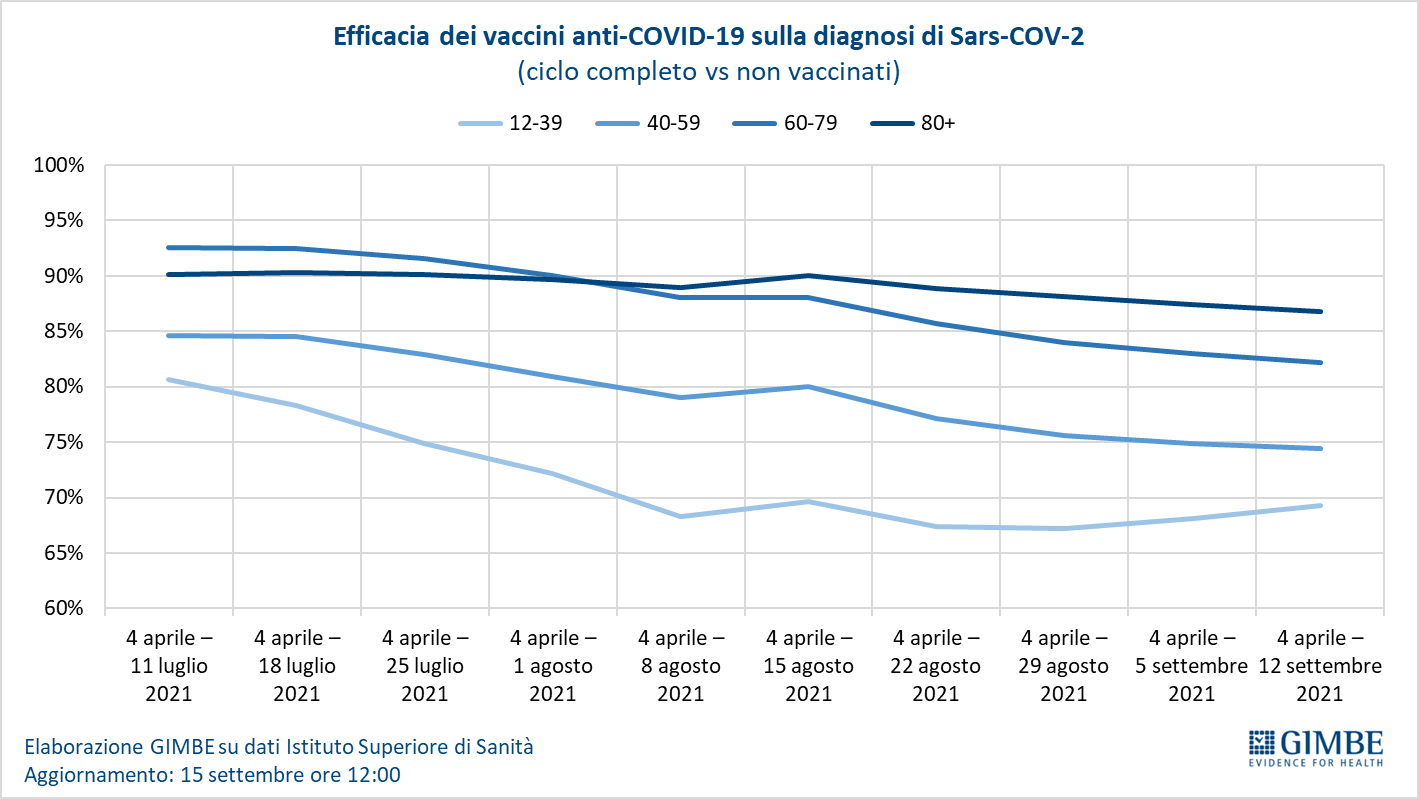 Efficacia dei vaccini anti-COVID-19 sulla diagnosi di Sars-COV-2
(ciclo completo vs non vaccinati)
12-39 40-59 60-79 80+
100%
95%
90%
85%
80%
75%
70%
65%
60%
4 aprile – 4 aprile – 4 aprile – 4 aprile – 4 aprile – 4 aprile – 4 aprile – 4 aprile – 4 aprile – 4 aprile –
11 luglio 18 luglio 25 luglio 1 agosto 8 agosto 15 agosto 22 agosto 29 agosto 5 settembre 12 settembre
2021 2021 2021 2021 2021 2021 2021 2021 2021 2021
Elaborazione GIMBE su dati Istituto Superiore di Sanità
Aggiornamento: 15 settembre ore 12:00
GIMBE
EVIDENCE FOR HEALTH